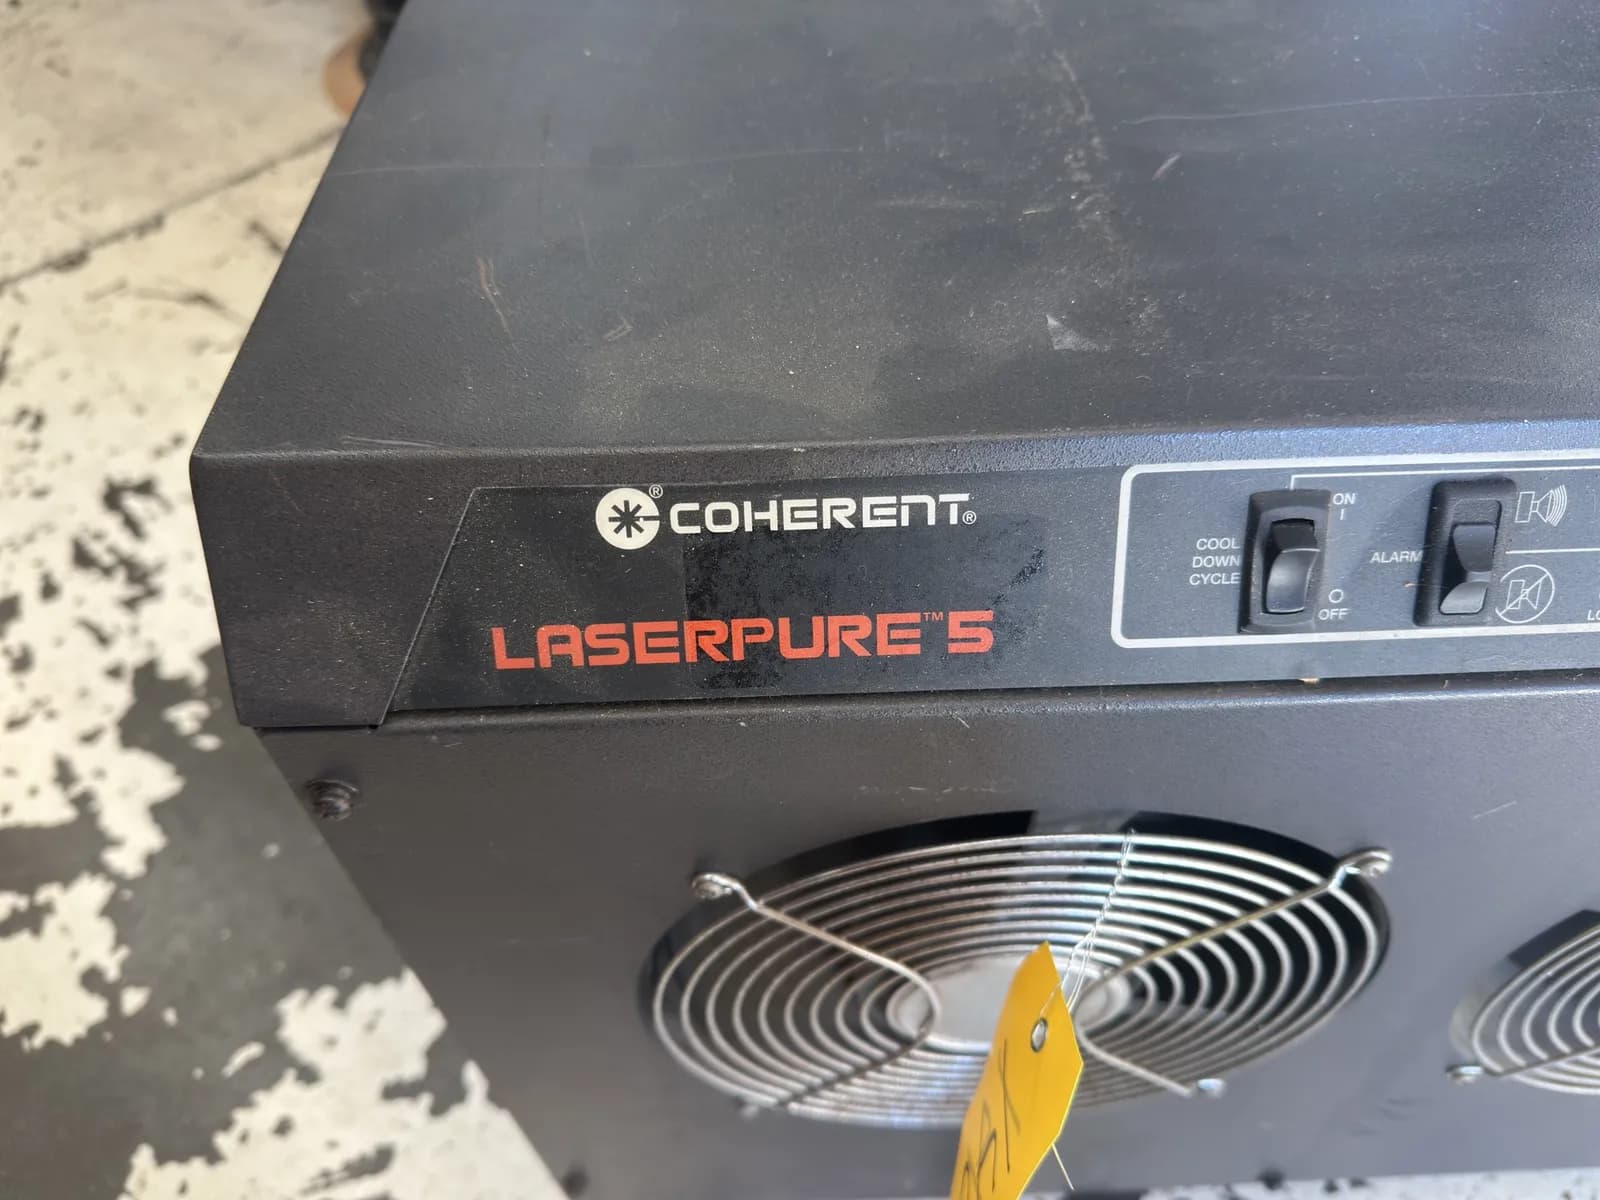 COHERENT®
LASERPURE™ 5
COOL
DOWN
CYCLE
ON
I
O
OFF
ALARM